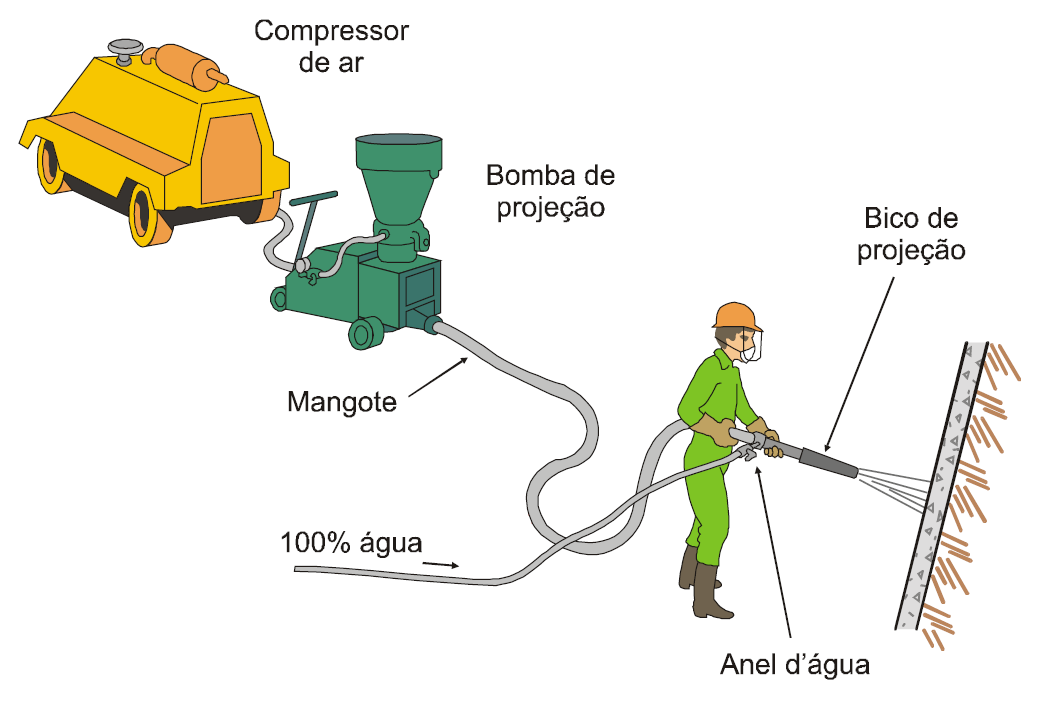 Compressor
de ar
Bomba de
projeção
Bico de
projeção
Mangote
100% água
Anel d’água